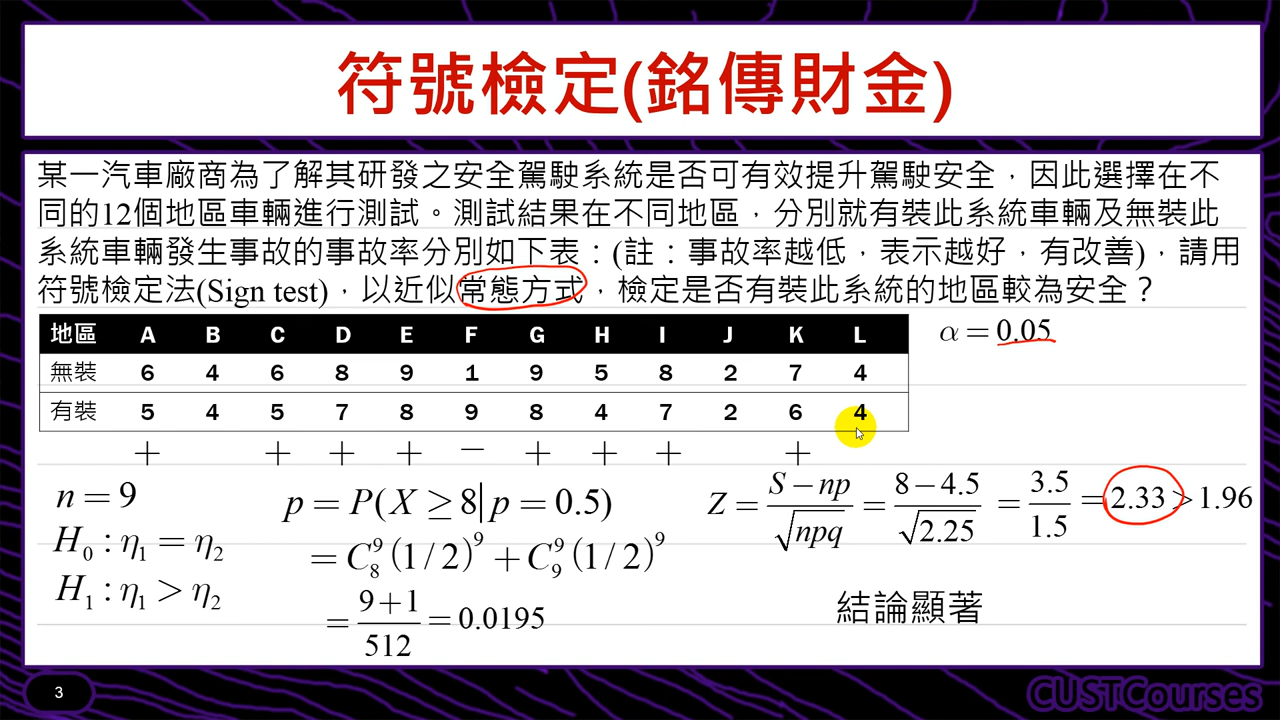 符號檢定(銘傳財金)
某一汽車廠商為了解其研發之安全駕駛系統是否可有效提升駕駛安全，因此選擇在不
同的12個地區車輛進行測試。測試結果在不同地區，分別就有裝此系統車輛及無裝此
系統車輛發生事故的事故率分別如下表：(註：事故率越低，表示越好，有改善)，請用
符號檢定法(Sign test)，以近似常態方式，檢定是否有裝此系統的地區較為安全？
地區 A B C D E F G H I J K L
無裝 6 4 6 8 9 1 9 5 8 2 7 4
有裝 5 4 5 7 8 9 8 4 7 2 6 4
+ + + + − + + + +
α = 0.05
n = 9
H₀ : η₁ = η₂
H₁ : η₁ > η₂
p = P(X ≥ 8| p = 0.5)
= C⁹₈ (1/2)⁹ + C⁹₉ (1/2)⁹
= (9+1)/512 = 0.0195
Z = (S − np)/√npq = (8 − 4.5)/√2.25 = 3.5/1.5 = 2.33 > 1.96
結論顯著
3
CUSTCourses